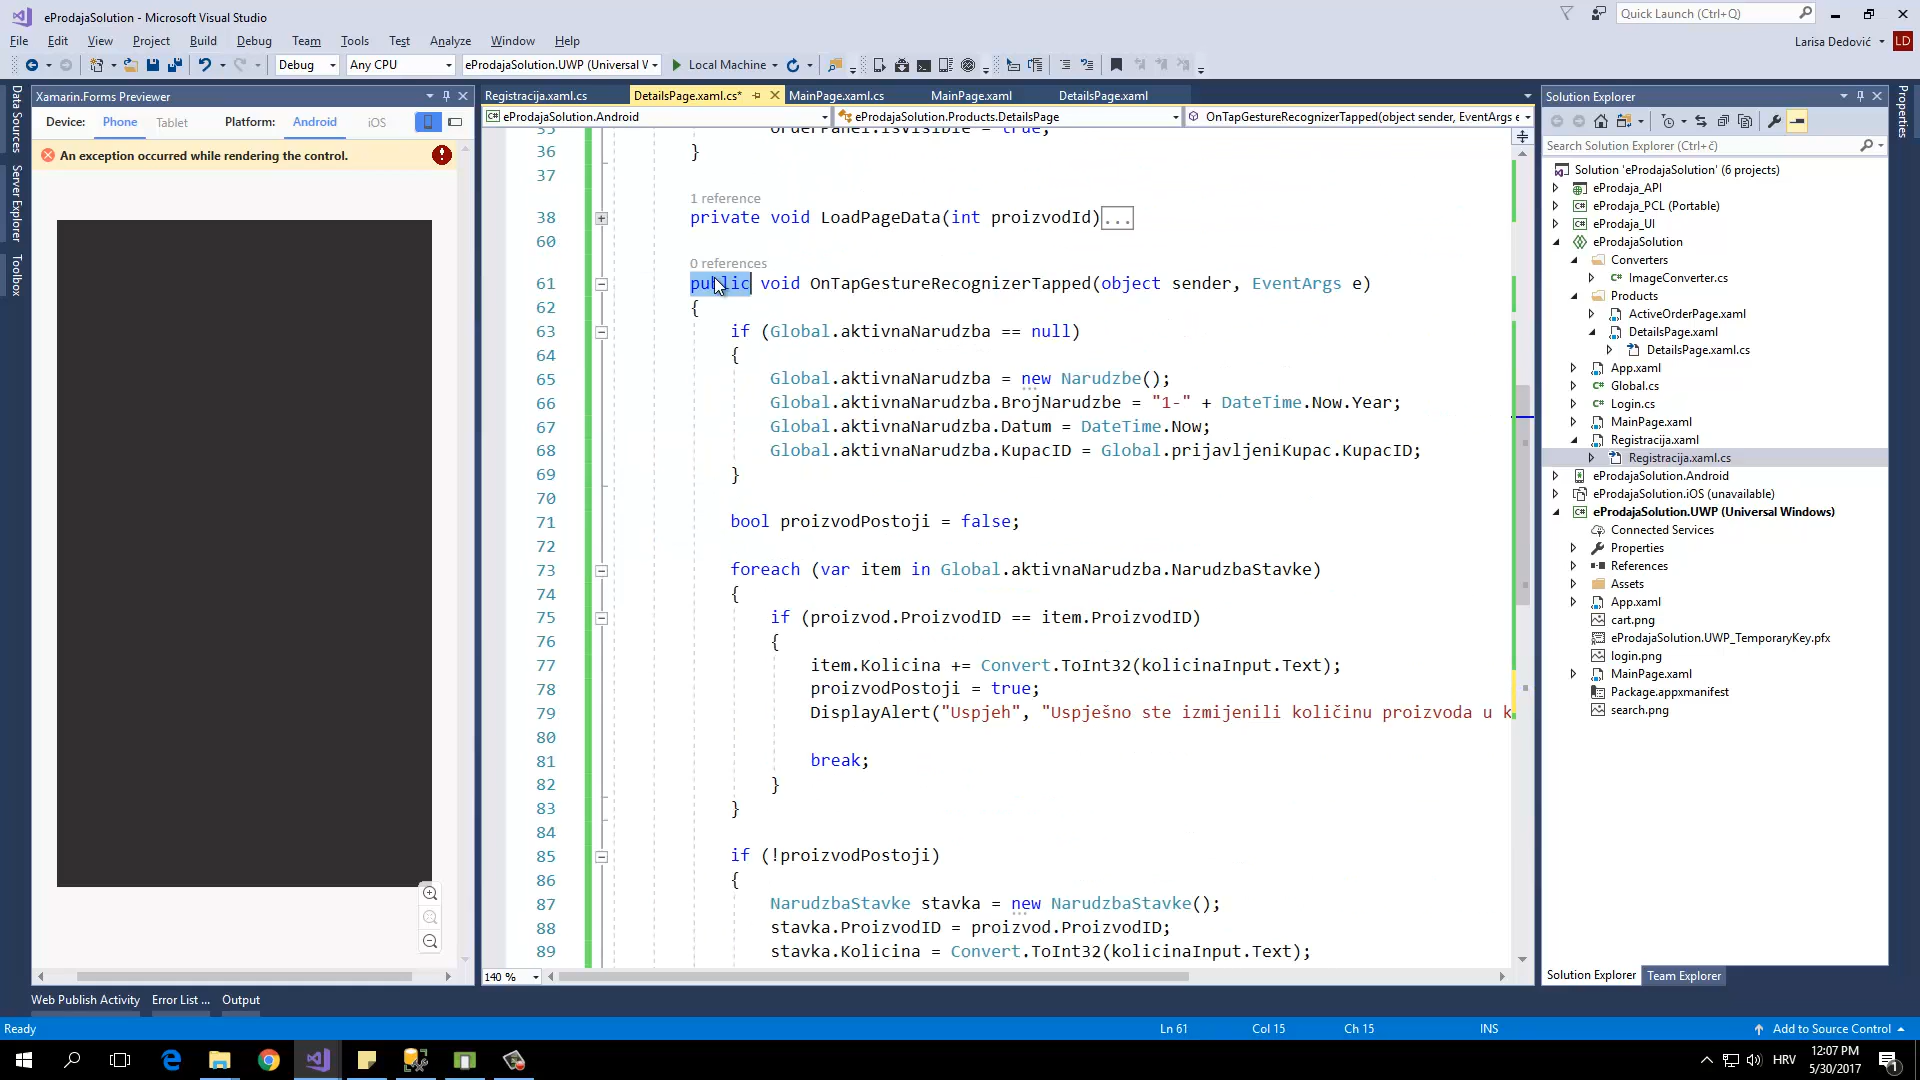 eProdajaSolution - Microsoft Visual Studio
Quick Launch (Ctrl+Q)
File Edit View Project Build Debug Team Tools Test Analyze Window Help
Larisa Dedović LD
Debug Any CPU eProdajaSolution.UWP (Universal V Local Machine
Data Sources
Server Explorer
Toolbox
Xamarin.Forms Previewer
Device: Phone Tablet Platform: Android iOS
An exception occurred while rendering the control.
Registracija.xaml.cs DetailsPage.xaml.cs* MainPage.xaml.cs MainPage.xaml DetailsPage.xaml
eProdajaSolution.Android eProdajaSolution.Products.DetailsPage OnTapGestureRecognizerTapped(object sender, EventArgs e
35 OrderPanel.IsVisible = true;
36 }
37
1 reference
38 private void LoadPageData(int proizvodId)...
60
0 references
61 public void OnTapGestureRecognizerTapped(object sender, EventArgs e)
62 {
63 if (Global.aktivnaNarudzba == null)
64 {
65 Global.aktivnaNarudzba = new Narudzbe();
66 Global.aktivnaNarudzba.BrojNarudzbe = "1-" + DateTime.Now.Year;
67 Global.aktivnaNarudzba.Datum = DateTime.Now;
68 Global.aktivnaNarudzba.KupacID = Global.prijavljeniKupac.KupacID;
69 }
70
71 bool proizvodPostoji = false;
72
73 foreach (var item in Global.aktivnaNarudzba.NarudzbaStavke)
74 {
75 if (proizvod.ProizvodID == item.ProizvodID)
76 {
77 item.Kolicina += Convert.ToInt32(kolicinaInput.Text);
78 proizvodPostoji = true;
79 DisplayAlert("Uspjeh", "Uspješno ste izmijenili količinu proizvoda u k
80
81 break;
82 }
83 }
84
85 if (!proizvodPostoji)
86 {
87 NarudzbaStavke stavka = new NarudzbaStavke();
88 stavka.ProizvodID = proizvod.ProizvodID;
89 stavka.Kolicina = Convert.ToInt32(kolicinaInput.Text);
140 %
Solution Explorer
Search Solution Explorer (Ctrl+č)
Solution 'eProdajaSolution' (6 projects)
eProdaja_API
eProdaja_PCL (Portable)
eProdaja_UI
eProdajaSolution
Converters
ImageConverter.cs
Products
ActiveOrderPage.xaml
DetailsPage.xaml
DetailsPage.xaml.cs
App.xaml
Global.cs
Login.cs
MainPage.xaml
Registracija.xaml
Registracija.xaml.cs
eProdajaSolution.Android
eProdajaSolution.iOS (unavailable)
eProdajaSolution.UWP (Universal Windows)
Connected Services
Properties
References
Assets
App.xaml
cart.png
eProdajaSolution.UWP_TemporaryKey.pfx
login.png
MainPage.xaml
Package.appxmanifest
search.png
Solution Explorer Team Explorer
Properties
Web Publish Activity Error List ... Output
Ready Ln 61 Col 15 Ch 15 INS Add to Source Control
HRV 12:07 PM
5/30/2017
1